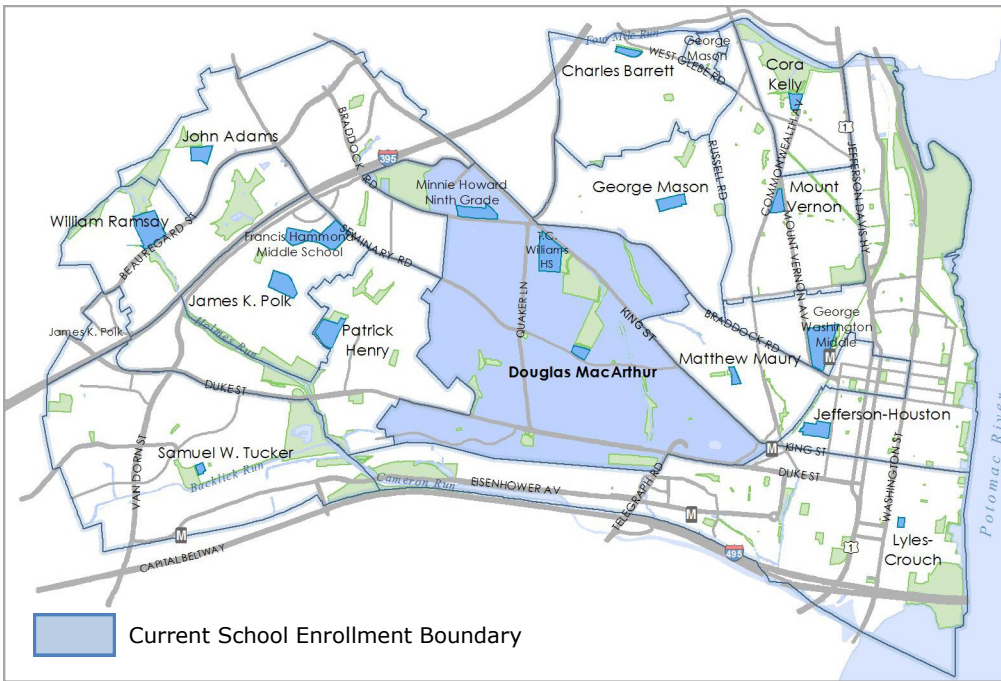 Four Mile Run
George
Mason
WEST GLEBE RD
Charles Barrett
Cora
Kelly
John Adams
BRADDOCK RD
COMMONWEALTH AV
1
JEFFERSON DAVIS HY
395
RUSSELL RD
Minnie Howard
Ninth Grade
George Mason
Mount
Vernon
William Ramsay
BEAUREGARD ST
Francis Hammond
Middle School
SEMINARY RD
T.C.
Williams
HS
MOUNT VERNON AV
James K. Polk
QUAKER LN
KING ST
James K. Polk
Holmes Run
Patrick
Henry
BRADDOCK RD
George
Washington
Middle
M
Matthew Maury
Douglas MacArthur
DUKE ST
Jefferson-Houston
Potomac River
VAN DORN ST
Samuel W. Tucker
Backlick Run
M
KING ST
WASHINGTON ST
DUKE ST
TELEGRAPH RD
Cameron Run
EISENHOWER AV
M
M
CAPITAL BELTWAY
495
1
Lyles-
Crouch
Current School Enrollment Boundary